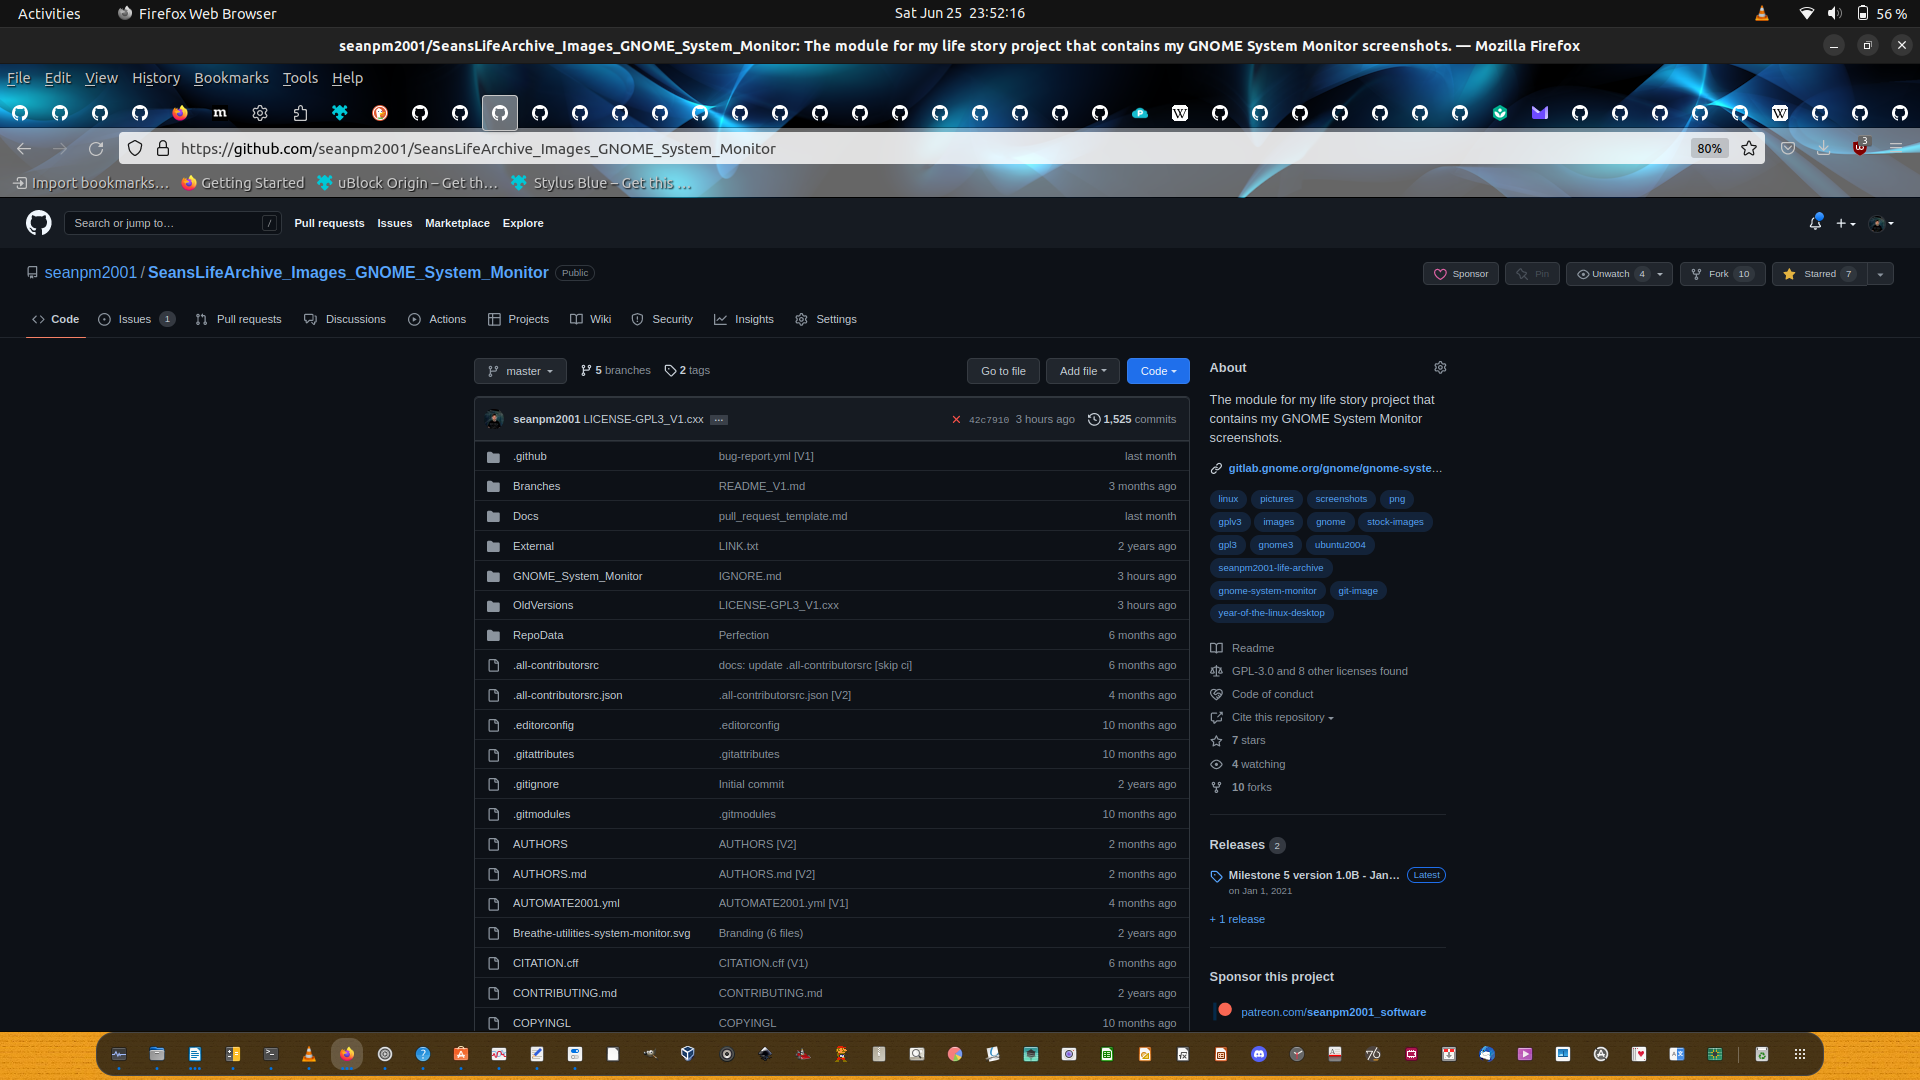 Activities
Firefox Web Browser
Sat Jun 25 23:52:16
56 %
seanpm2001/SeansLifeArchive_Images_GNOME_System_Monitor: The module for my life story project that contains my GNOME System Monitor screenshots. — Mozilla Firefox
File Edit View History Bookmarks Tools Help
https://github.com/seanpm2001/SeansLifeArchive_Images_GNOME_System_Monitor
80%
3
Import bookmarks… Getting Started uBlock Origin – Get th… Stylus Blue – Get this …
Search or jump to… /
Pull requests Issues Marketplace Explore
seanpm2001 / SeansLifeArchive_Images_GNOME_System_Monitor Public
Sponsor Pin Unwatch 4 Fork 10 Starred 7
Code Issues 1 Pull requests Discussions Actions Projects Wiki Security Insights Settings
master 5 branches 2 tags Go to file Add file Code
seanpm2001 LICENSE-GPL3_V1.cxx ... 42c7910 3 hours ago 1,525 commits
.github bug-report.yml [V1] last month
Branches README_V1.md 3 months ago
Docs pull_request_template.md last month
External LINK.txt 2 years ago
GNOME_System_Monitor IGNORE.md 3 hours ago
OldVersions LICENSE-GPL3_V1.cxx 3 hours ago
RepoData Perfection 6 months ago
.all-contributorsrc docs: update .all-contributorsrc [skip ci] 6 months ago
.all-contributorsrc.json .all-contributorsrc.json [V2] 4 months ago
.editorconfig .editorconfig 10 months ago
.gitattributes .gitattributes 10 months ago
.gitignore Initial commit 2 years ago
.gitmodules .gitmodules 10 months ago
AUTHORS AUTHORS [V2] 2 months ago
AUTHORS.md AUTHORS.md [V2] 2 months ago
AUTOMATE2001.yml AUTOMATE2001.yml [V1] 4 months ago
Breathe-utilities-system-monitor.svg Branding (6 files) 2 years ago
CITATION.cff CITATION.cff (V1) 6 months ago
CONTRIBUTING.md CONTRIBUTING.md 2 years ago
COPYINGL COPYINGL 10 months ago
About
The module for my life story project that
contains my GNOME System Monitor
screenshots.
gitlab.gnome.org/gnome/gnome-syste…
linux pictures screenshots png
gplv3 images gnome stock-images
gpl3 gnome3 ubuntu2004
seanpm2001-life-archive
gnome-system-monitor git-image
year-of-the-linux-desktop
Readme
GPL-3.0 and 8 other licenses found
Code of conduct
Cite this repository
7 stars
4 watching
10 forks
Releases 2
Milestone 5 version 1.0B - Jan… Latest
on Jan 1, 2021
+ 1 release
Sponsor this project
patreon.com/seanpm2001_software